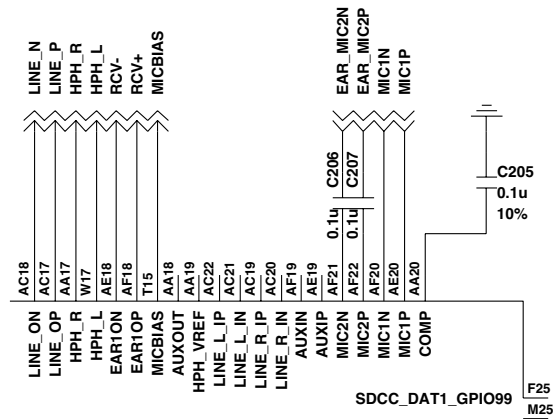 LINE_N
LINE_P
HPH_R
HPH_L
RCV-
RCV+
MICBIAS
EAR_MIC2N
EAR_MIC2P
MIC1N
MIC1P
C206
C207
0.1u
0.1u
C205
0.1u
10%
AC18
AC17
AA17
W17
AE18
AF18
T15
AA18
AA19
AC22
AC21
AC19
AC20
AF19
AE19
AF21
AF22
AF20
AE20
AA20
LINE_ON
LINE_OP
HPH_R
HPH_L
EAR1ON
EAR1OP
MICBIAS
AUXOUT
HPH_VREF
LINE_L_IP
LINE_L_IN
LINE_R_IP
LINE_R_IN
AUXIN
AUXIP
MIC2N
MIC2P
MIC1N
MIC1P
COMP
SDCC_DAT1_GPIO99
F25
M25